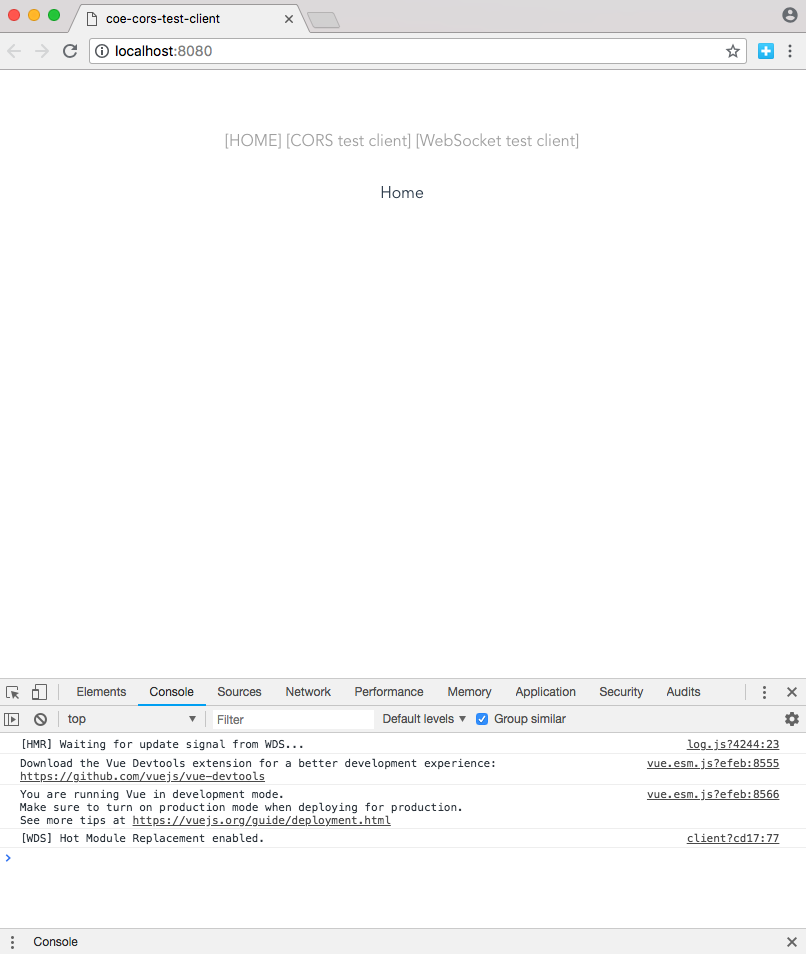 coe-cors-test-client
localhost:8080
[HOME] [CORS test client] [WebSocket test client]
Home
Elements Console Sources Network Performance Memory Application Security Audits
top Filter Default levels Group similar
[HMR] Waiting for update signal from WDS... log.js?4244:23
Download the Vue Devtools extension for a better development experience: vue.esm.js?efeb:8555
https://github.com/vuejs/vue-devtools
You are running Vue in development mode. vue.esm.js?efeb:8566
Make sure to turn on production mode when deploying for production.
See more tips at https://vuejs.org/guide/deployment.html
[WDS] Hot Module Replacement enabled. client?cd17:77
Console